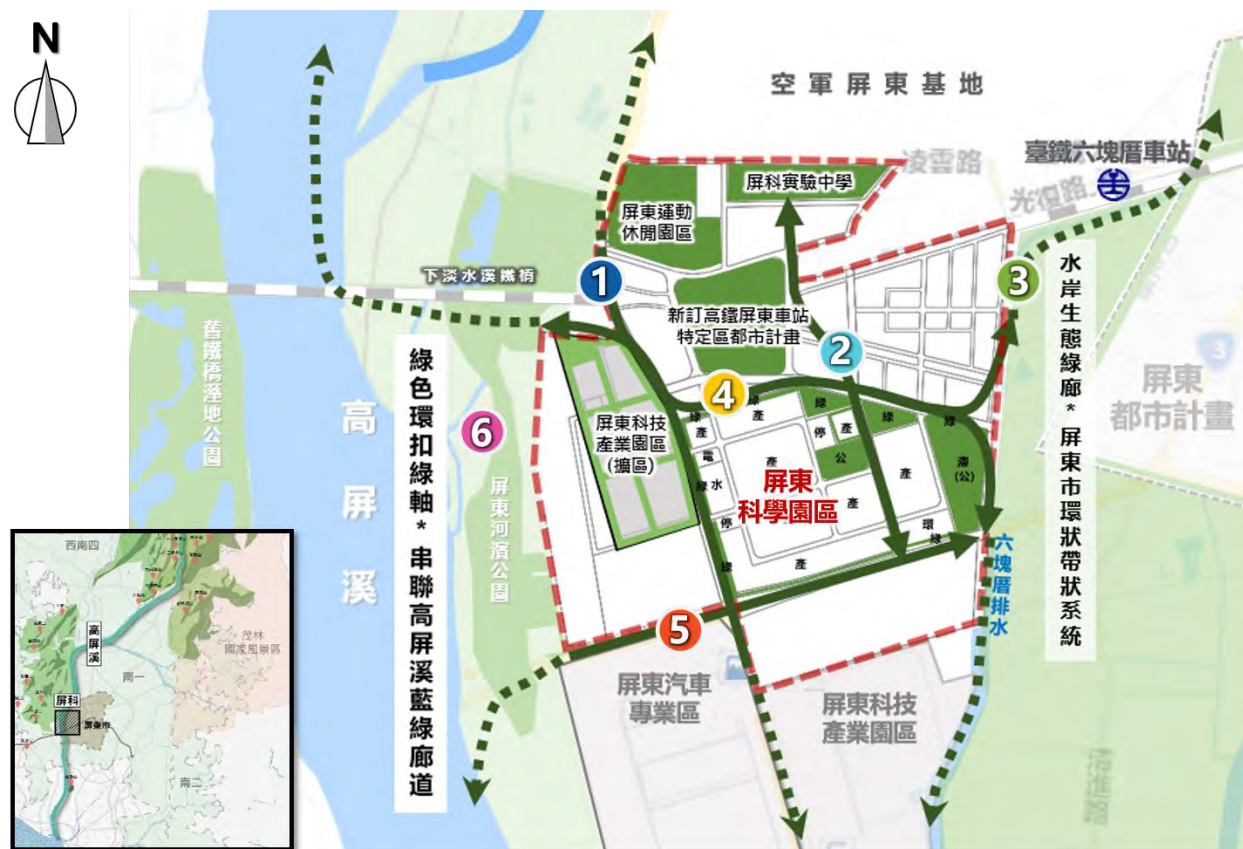 N
空軍屏東基地
凌雲路
臺鐵六塊厝車站
光復路
屏科實驗中學
屏東運動
休閒園區
下淡水溪鐵橋
1
3
新訂高鐵屏東車站
特定區都市計畫
2
4
水岸生態綠廊*屏東市環狀帶狀系統
3
屏東
都市計畫
舊鐵橋溼地公園
高屏溪
綠色環扣綠軸*串聯高屏溪藍綠廊道
6
屏東河濱公園
屏東科技
產業園區
(擴區)
綠
產
綠
綠
綠
產
停
產
電
產
公
滯
(公)
綠
水
屏東
科學園區
產
產
停
環
綠
產
綠
六塊厝排水
5
屏東汽車
專業區
屏東科技
產業園區
清進路
西南四
高屏溪
茂林
國家風景區
南一
屏科
屏東市
南二